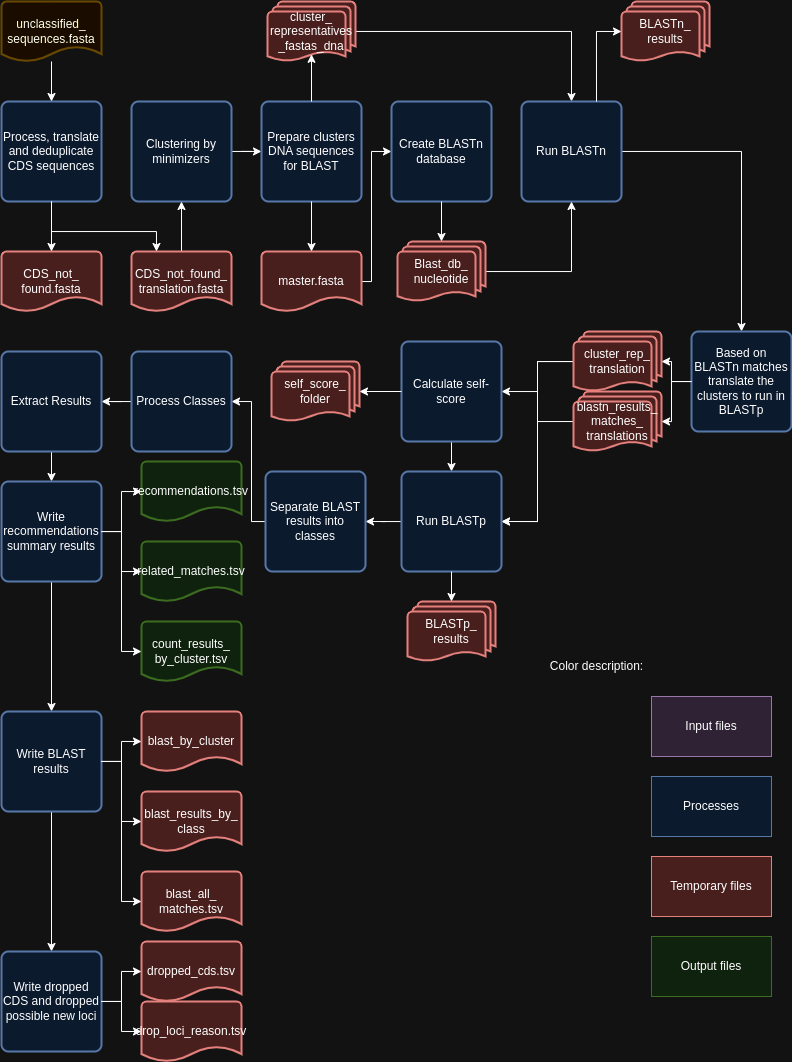 unclassified_
sequences.fasta
cluster_
representatives
_fastas_dna
BLASTn_
results
Process, translate
and deduplicate
CDS sequences
Clustering by
minimizers
Prepare clusters
DNA sequences
for BLAST
Create BLASTn
database
Run BLASTn
CDS_not_
found.fasta
CDS_not_found_
translation.fasta
master.fasta
Blast_db_
nucleotide
Extract Results
Process Classes
self_score_
folder
Calculate self-
score
cluster_rep_
translation
blastn_results_
matches_
translations
Based on
BLASTn matches
translate the
clusters to run in
BLASTp
Write
recommendations
summary results
recommendations.tsv
related_matches.tsv
count_results_
by_cluster.tsv
Separate BLAST
results into
classes
Run BLASTp
BLASTp_
results
Write BLAST
results
blast_by_cluster
blast_results_by_
class
blast_all_
matches.tsv
Write dropped
CDS and dropped
possible new loci
dropped_cds.tsv
drop_loci_reason.tsv
Color description:
Input files
Processes
Temporary files
Output files